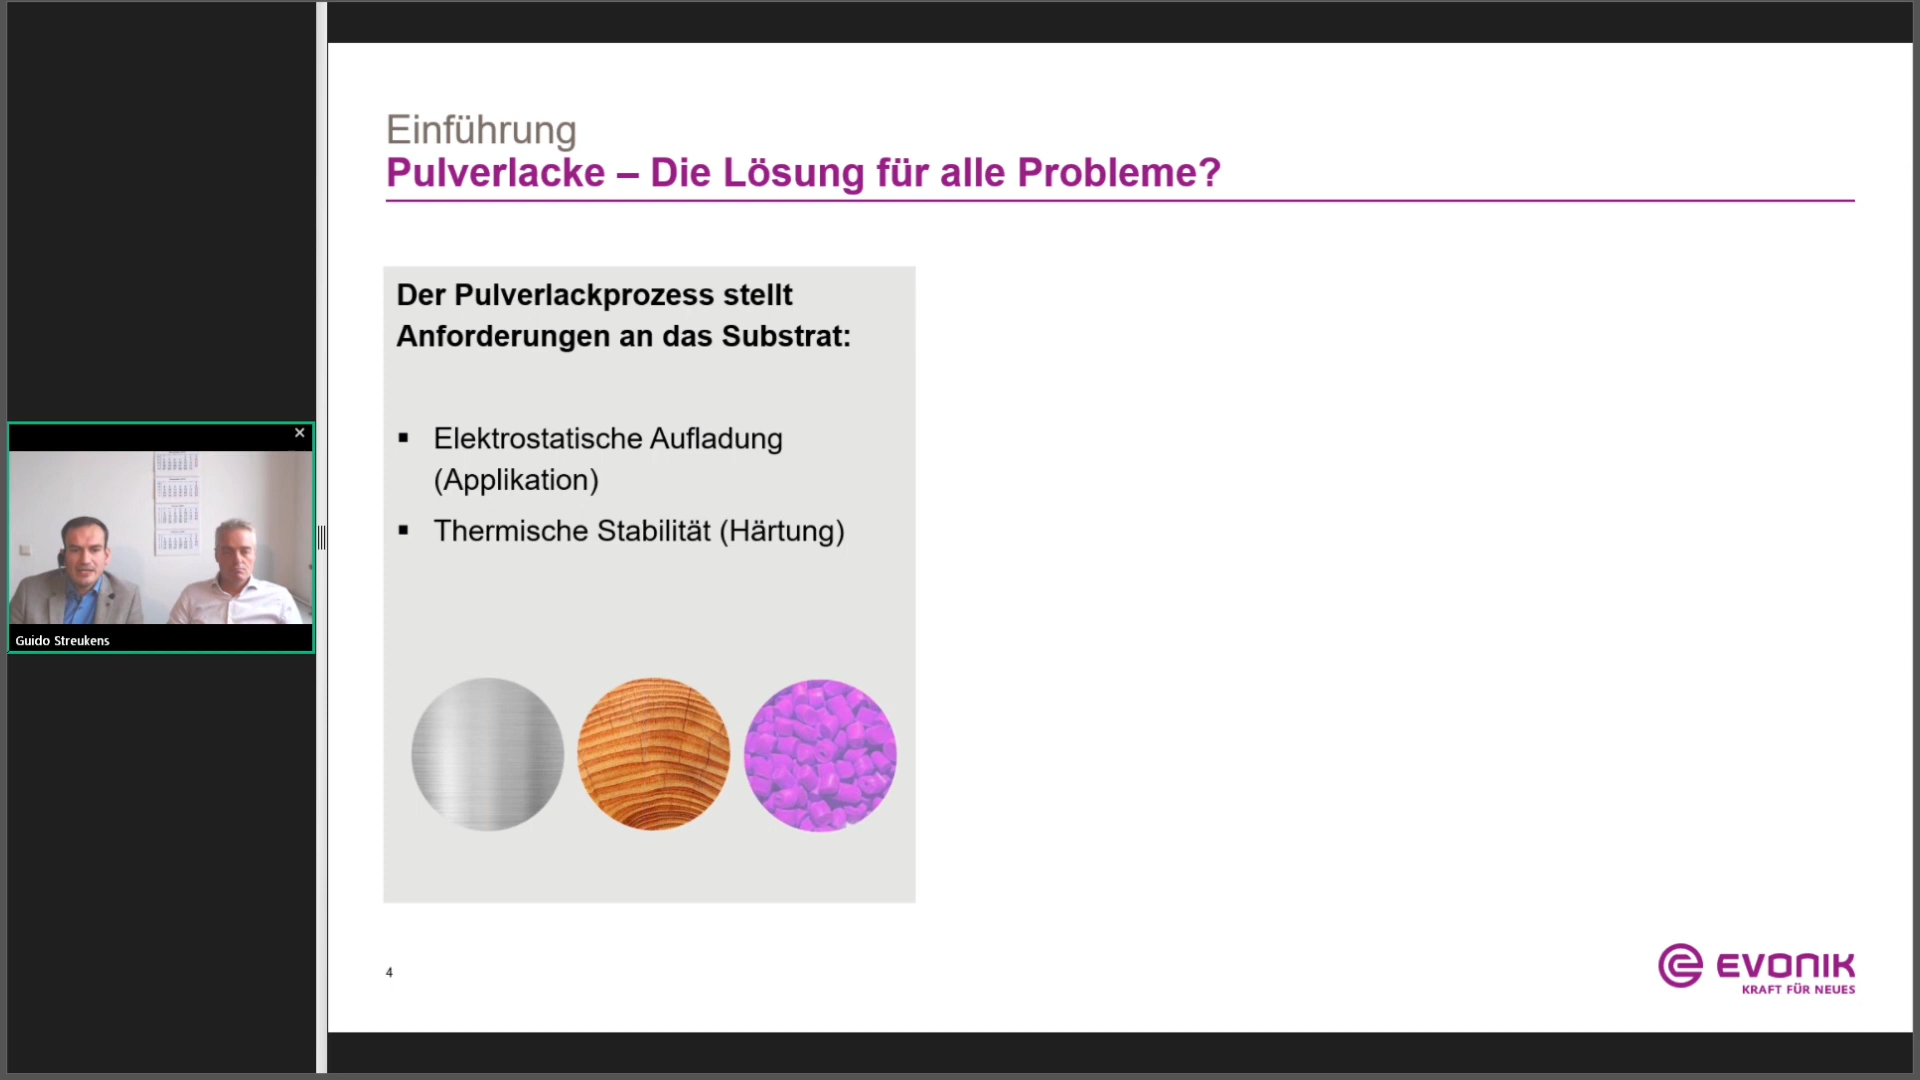 Einführung
Pulverlacke – Die Lösung für alle Probleme?
Der Pulverlackprozess stellt
Anforderungen an das Substrat:
▪ Elektrostatische Aufladung
(Applikation)
▪ Thermische Stabilität (Härtung)
Guido Streukens
4
EVONIK
KRAFT FÜR NEUES